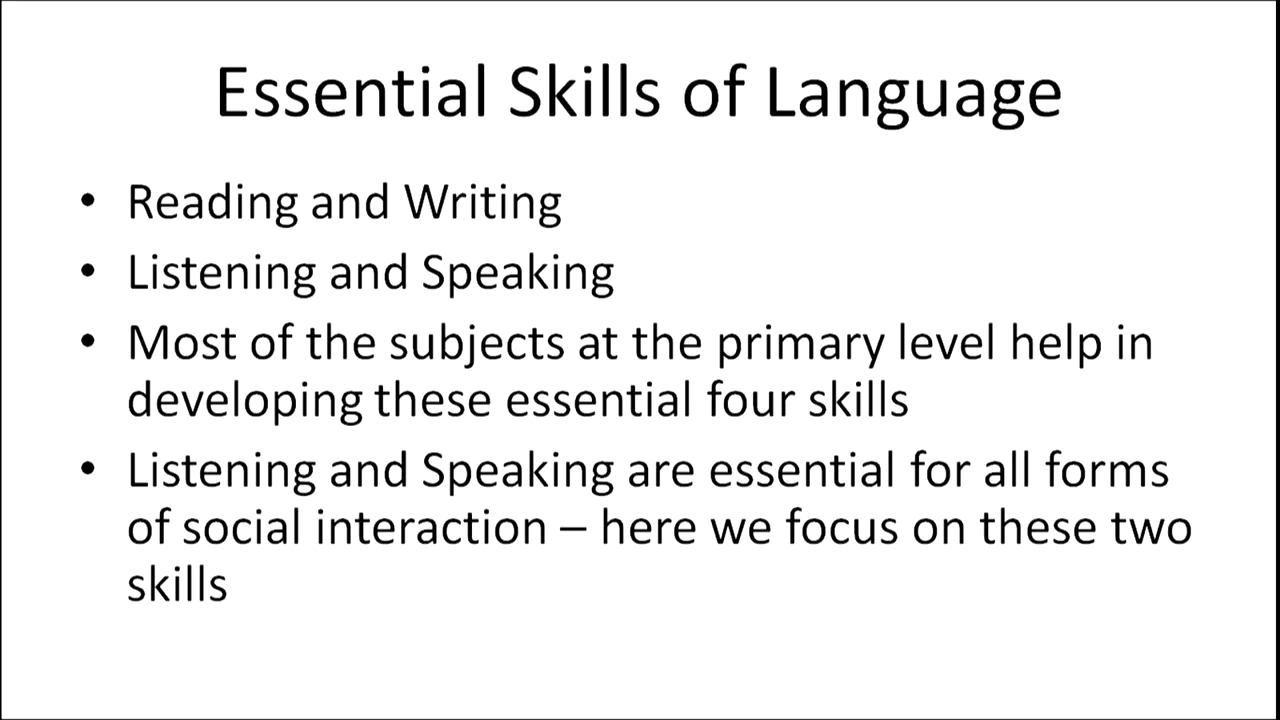 Essential Skills of Language
• Reading and Writing
• Listening and Speaking
• Most of the subjects at the primary level help in
developing these essential four skills
• Listening and Speaking are essential for all forms
of social interaction – here we focus on these two
skills